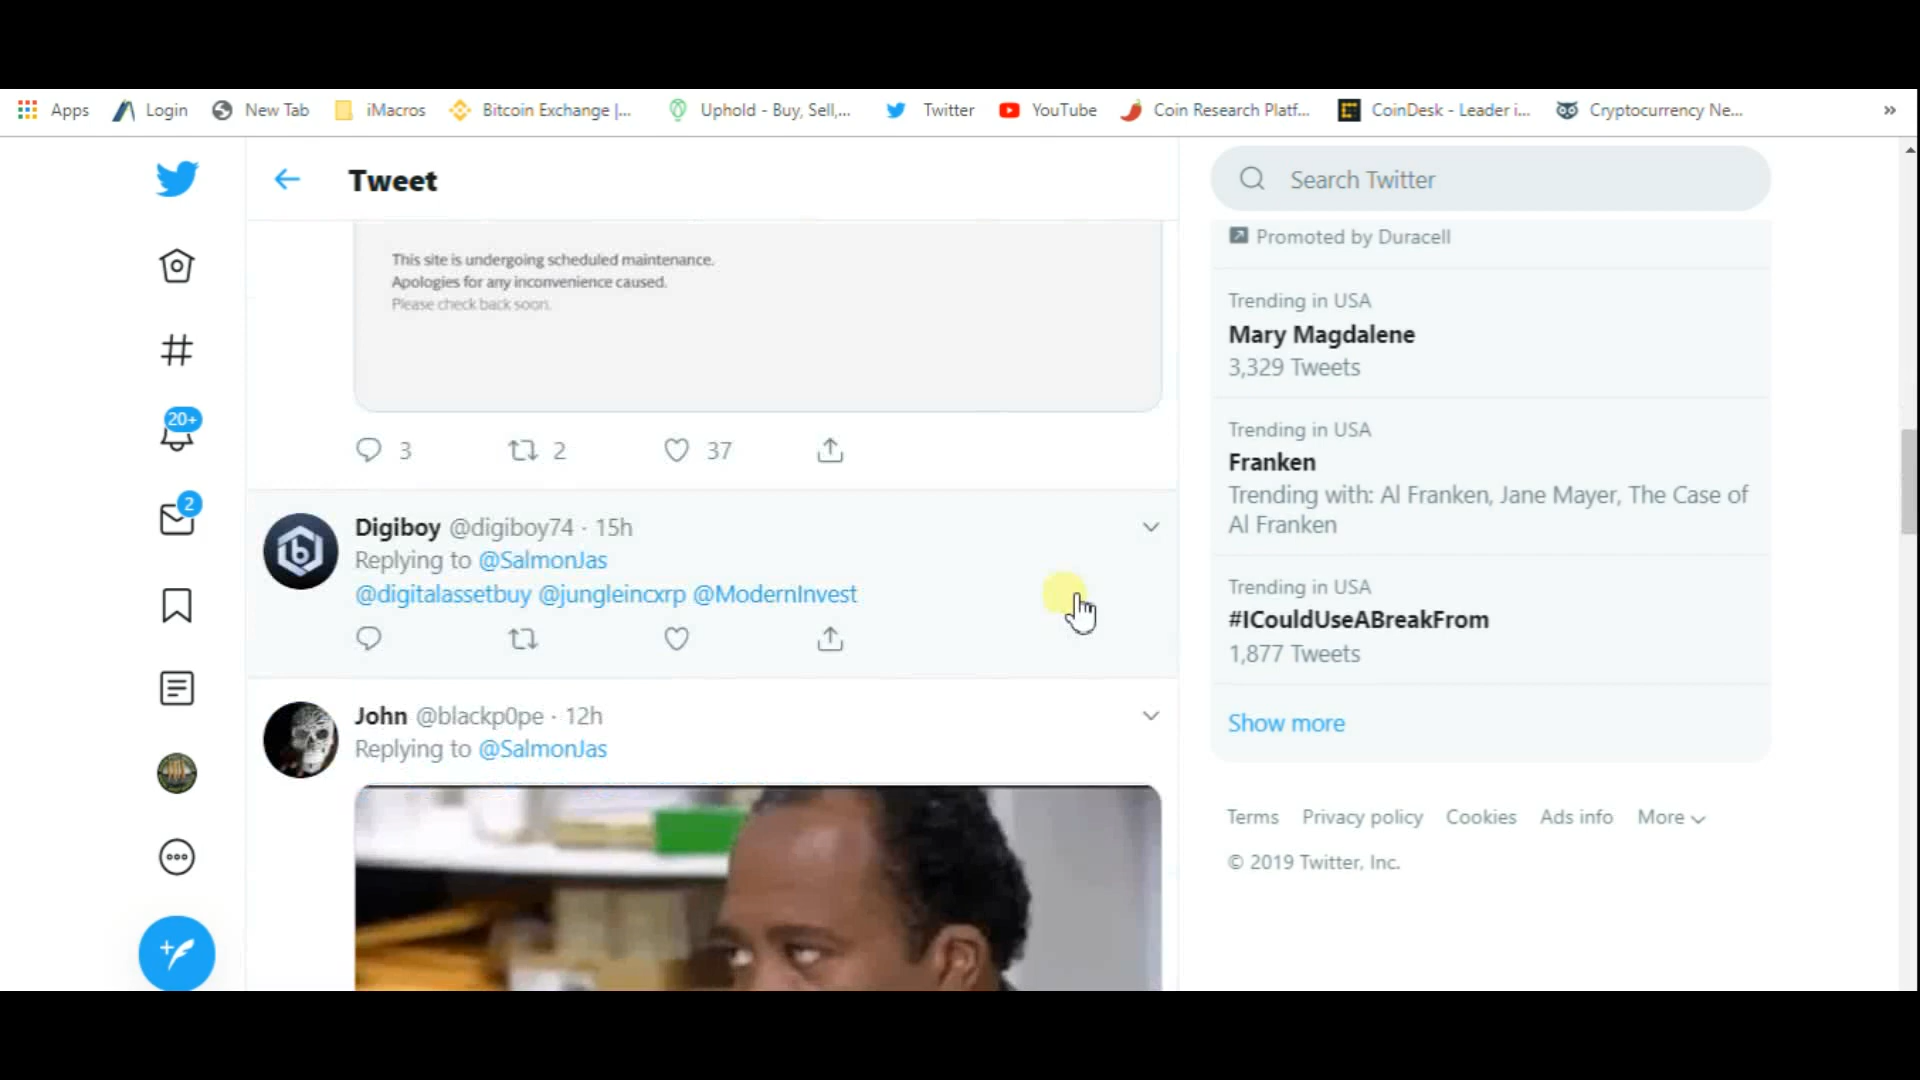 Apps Login New Tab iMacros Bitcoin Exchange |... Uphold - Buy, Sell,... Twitter YouTube Coin Research Platf... CoinDesk - Leader i... Cryptocurrency Ne... »
Tweet
Search Twitter
This site is undergoing scheduled maintenance.
Apologies for any inconvenience caused.
Please check back soon.
3 2 37
Digiboy @digiboy74 · 15h
Replying to @SalmonJas
@digitalassetbuy @jungleincxrp @ModernInvest
John @blackp0pe · 12h
Replying to @SalmonJas
20+
2
Promoted by Duracell
Trending in USA
Mary Magdalene
3,329 Tweets
Trending in USA
Franken
Trending with: Al Franken, Jane Mayer, The Case of
Al Franken
Trending in USA
#ICouldUseABreakFrom
1,877 Tweets
Show more
Terms Privacy policy Cookies Ads info More
© 2019 Twitter, Inc.